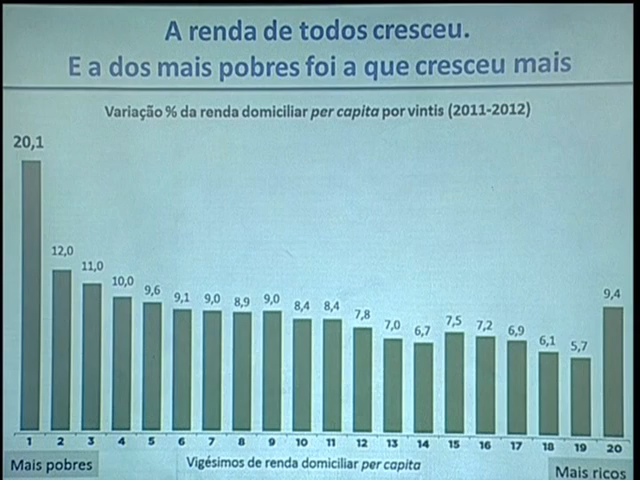 A renda de todos cresceu.
E a dos mais pobres foi a que cresceu mais
Variação % da renda domiciliar per capita por vintis (2011-2012)
20,1
12,0
11,0
10,0
9,6
9,1
9,0
8,9
9,0
8,4
8,4
7,8
7,0
6,7
7,5
7,2
6,9
6,1
5,7
9,4
1 2 3 4 5 6 7 8 9 10 11 12 13 14 15 16 17 18 19 20
Mais pobres
Vigésimos de renda domiciliar per capita
Mais ricos